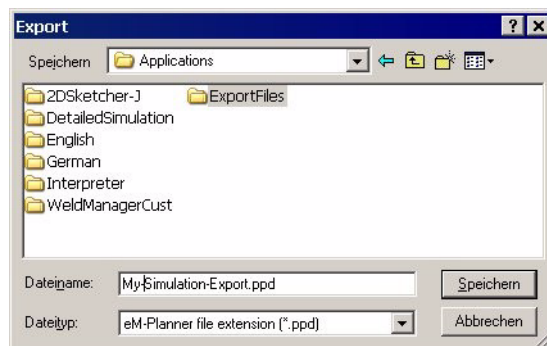 Export
Speichern Applications
2DSketcher-J ExportFiles
DetailedSimulation
English
German
Interpreter
WeldManagerCust
Dateiname: My-Simulation-Export.ppd Speichern
Dateityp: eM-Planner file extension (*.ppd) Abbrechen